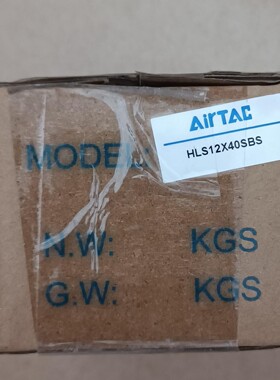 AirTAC
HLS12X40SBS
MODEL:
N.W: KGS
G.W: KGS